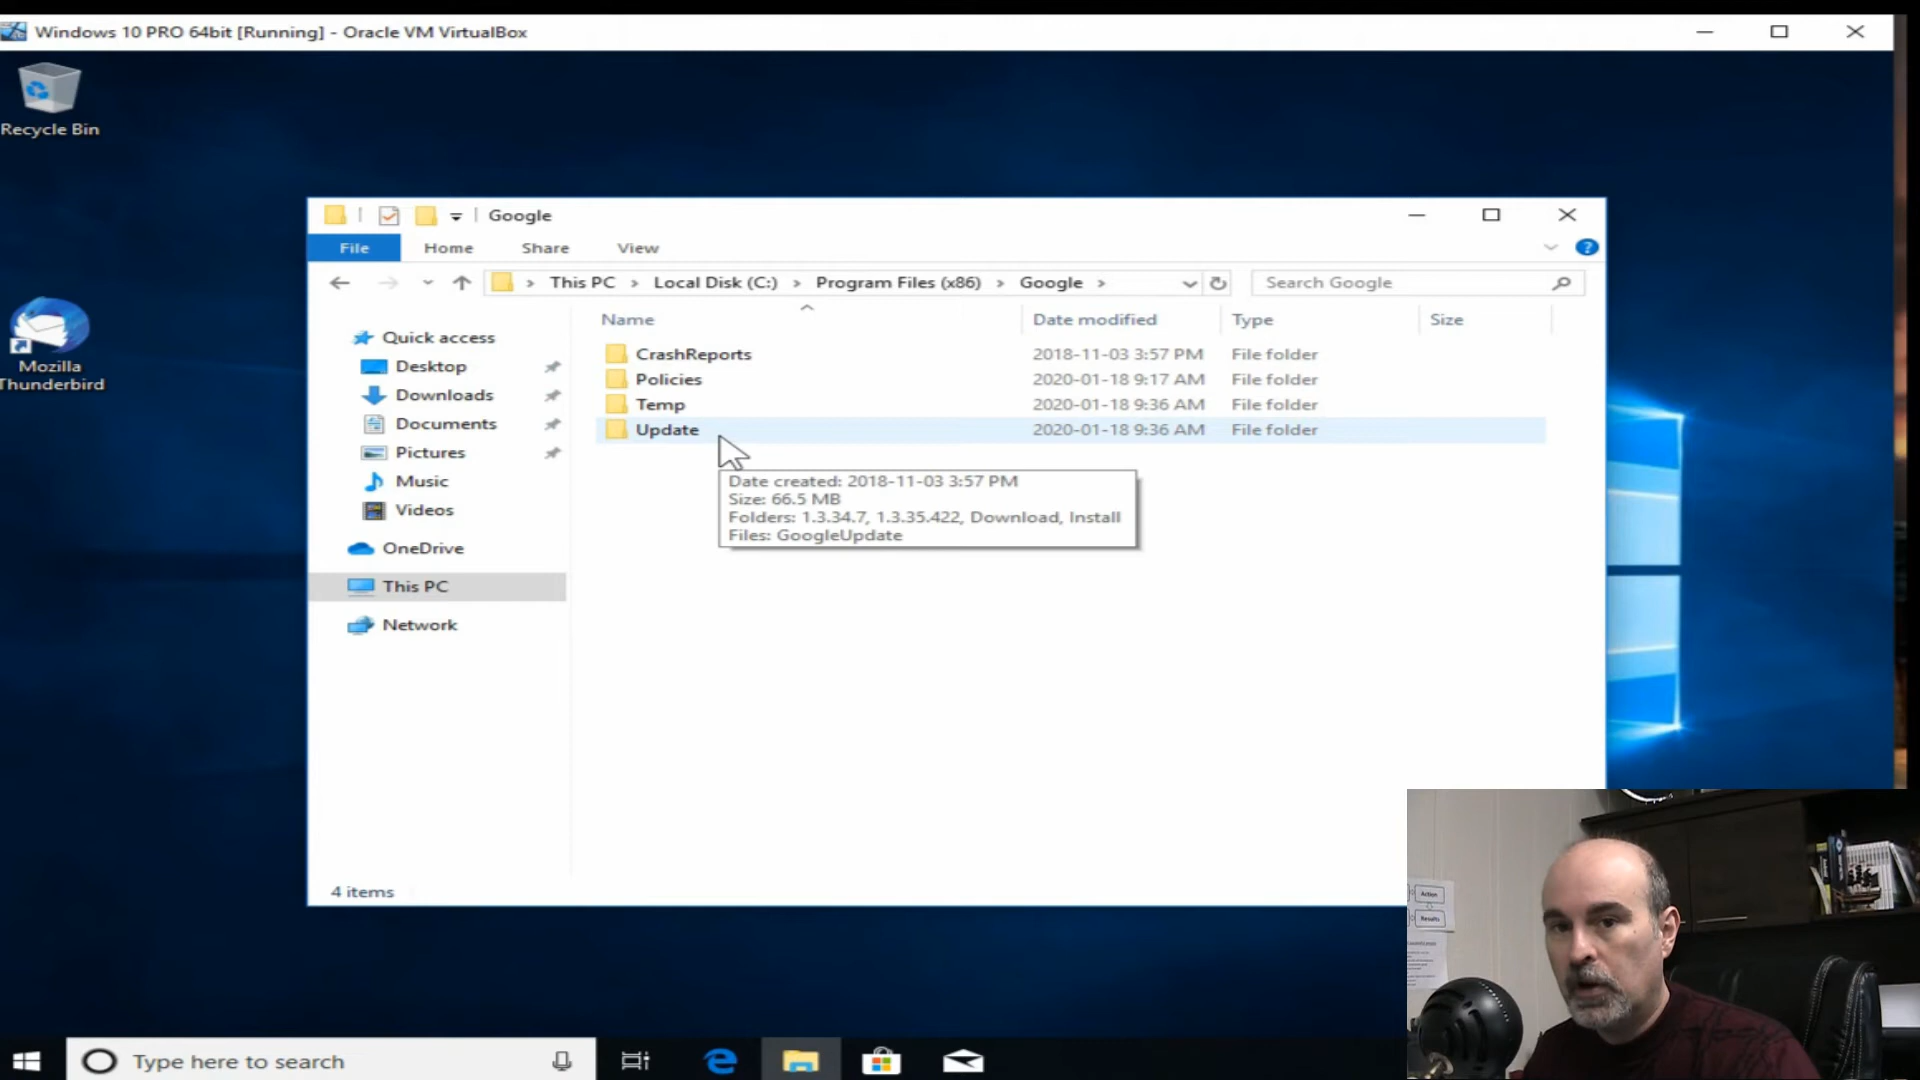 Windows 10 PRO 64bit [Running] - Oracle VM VirtualBox
Recycle Bin
Mozilla
Thunderbird
Google
File Home Share View
This PC Local Disk (C:) Program Files (x86) Google
Search Google
Name Date modified Type Size
CrashReports 2018-11-03 3:57 PM File folder
Policies 2020-01-18 9:17 AM File folder
Temp 2020-01-18 9:36 AM File folder
Update 2020-01-18 9:36 AM File folder
Date created: 2018-11-03 3:57 PM
Size: 66.5 MB
Folders: 1.3.34.7, 1.3.35.422, Download, Install
Files: GoogleUpdate
Quick access
Desktop
Downloads
Documents
Pictures
Music
Videos
OneDrive
This PC
Network
4 items
Action
Results
Type here to search